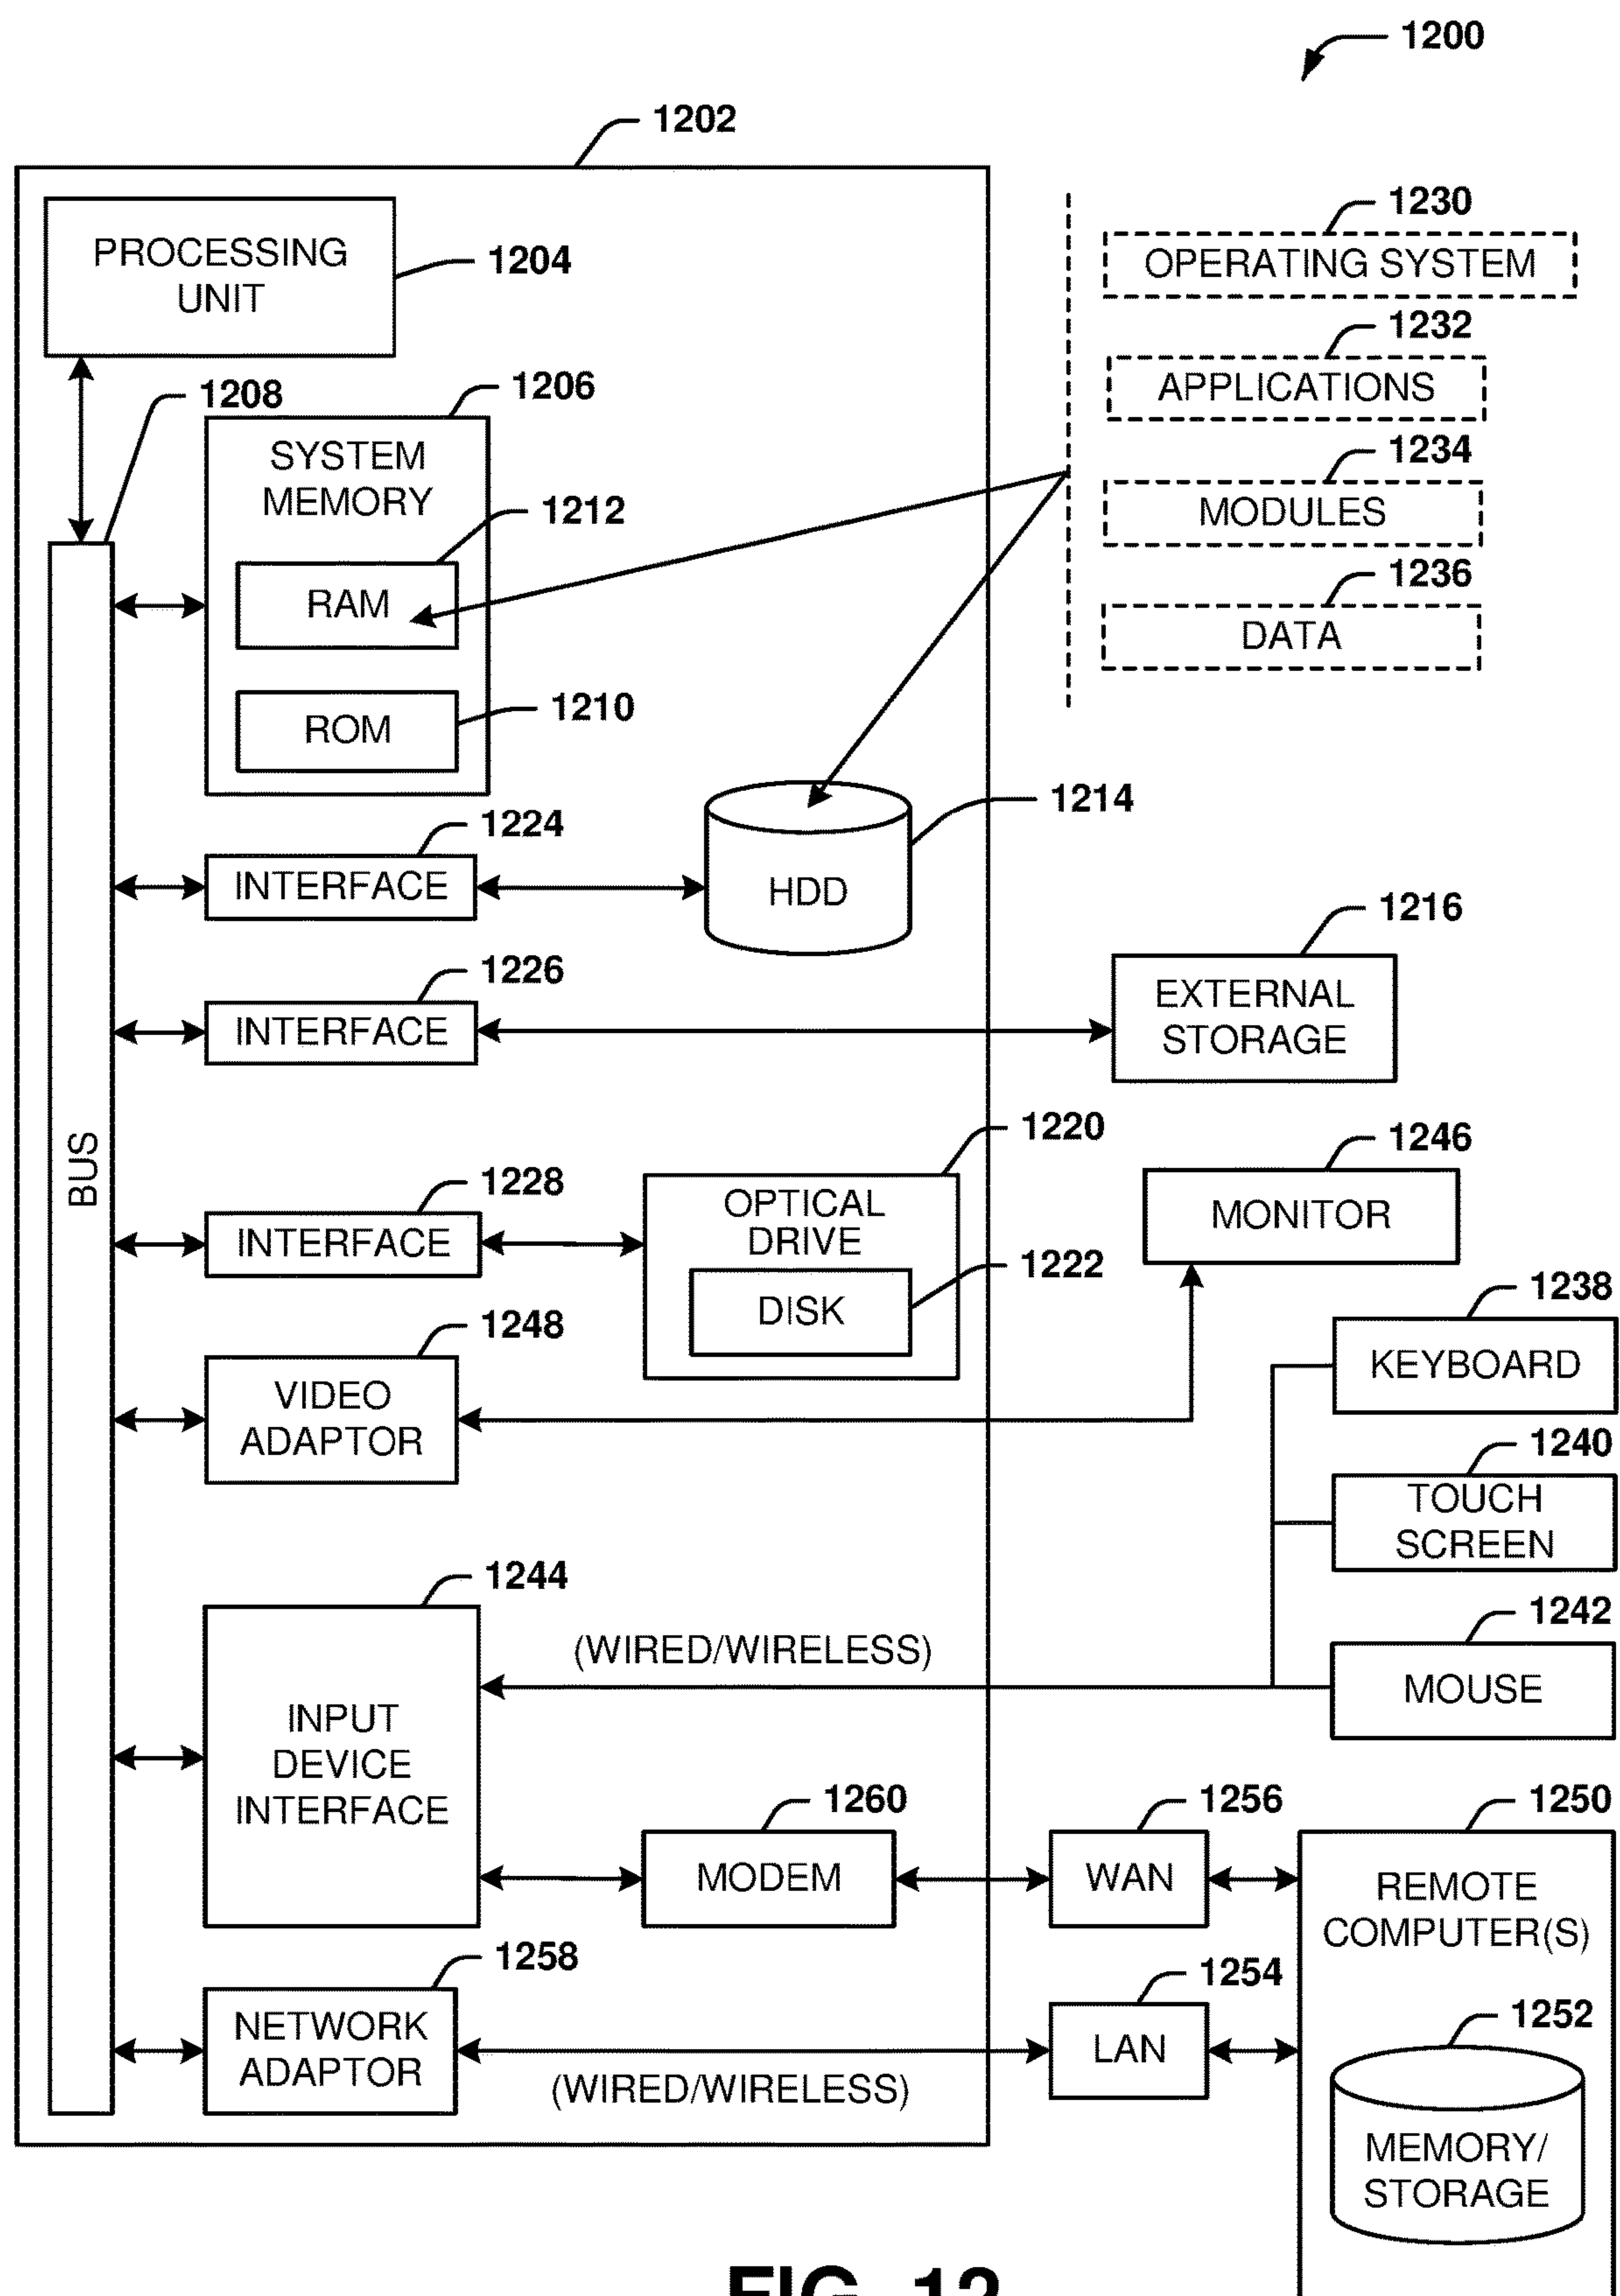 1200
1202
PROCESSING
UNIT
1204
1230
OPERATING SYSTEM
1232
APPLICATIONS
1234
MODULES
1236
DATA
1208
1206
SYSTEM
MEMORY
1212
RAM
1210
ROM
1214
HDD
1224
INTERFACE
1216
EXTERNAL
STORAGE
1226
INTERFACE
BUS
1220
OPTICAL
DRIVE
1222
DISK
1228
INTERFACE
1246
MONITOR
1248
VIDEO
ADAPTOR
1238
KEYBOARD
1240
TOUCH
SCREEN
1242
MOUSE
1244
INPUT
DEVICE
INTERFACE
(WIRED/WIRELESS)
1260
MODEM
1256
WAN
1250
REMOTE
COMPUTER(S)
1258
NETWORK
ADAPTOR
(WIRED/WIRELESS)
1254
LAN
1252
MEMORY/
STORAGE
FIG. 12